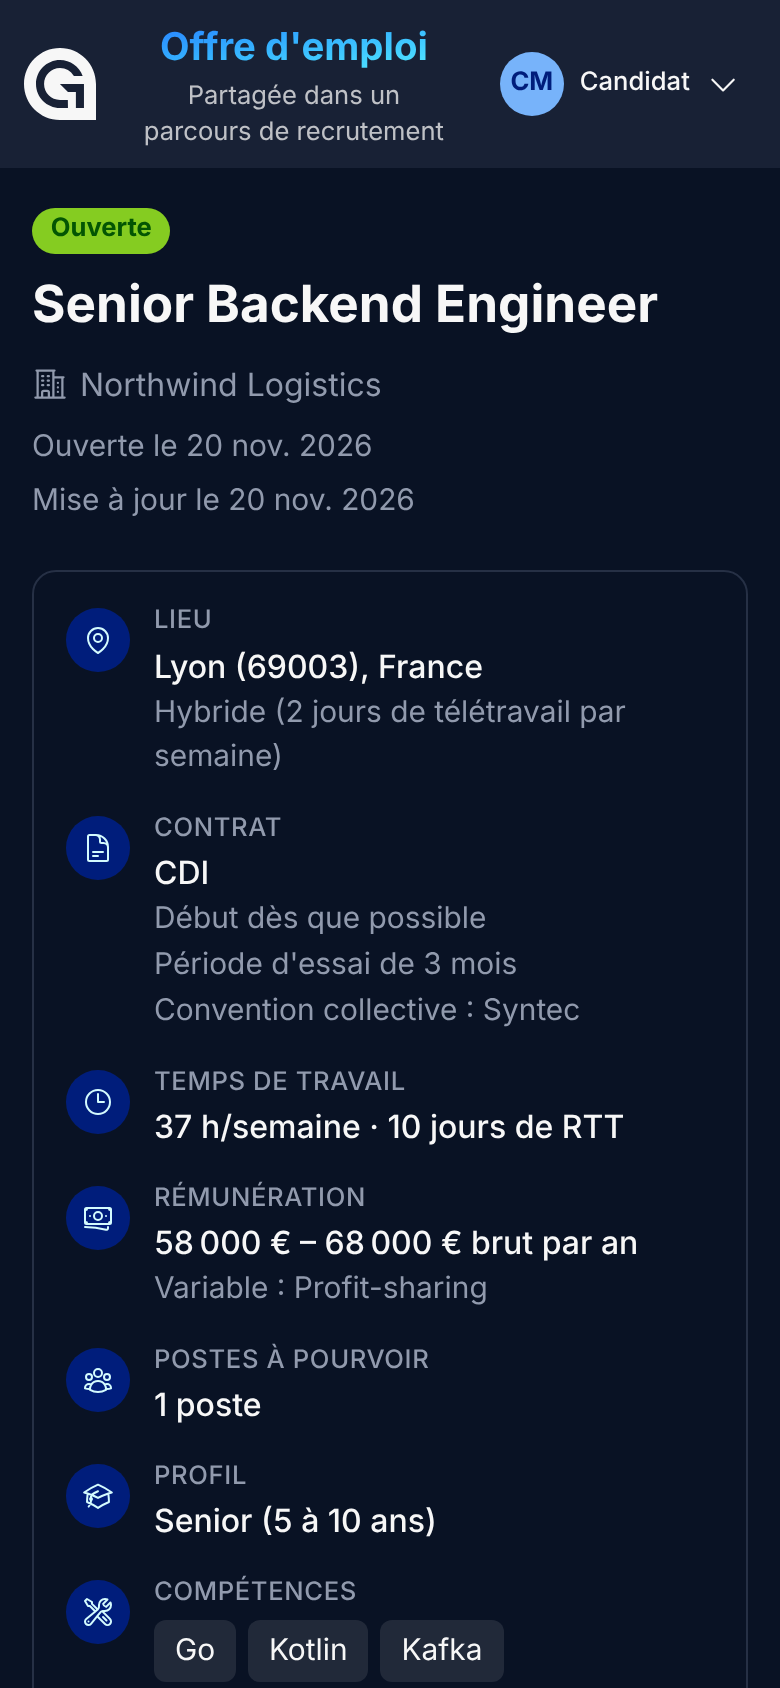 Offre d'emploi
Partagée dans un
parcours de recrutement
CM
Candidat
Ouverte
Senior Backend Engineer
Northwind Logistics
Ouverte le 20 nov. 2026
Mise à jour le 20 nov. 2026
LIEU
Lyon (69003), France
Hybride (2 jours de télétravail par
semaine)
CONTRAT
CDI
Début dès que possible
Période d'essai de 3 mois
Convention collective : Syntec
TEMPS DE TRAVAIL
37 h/semaine · 10 jours de RTT
RÉMUNÉRATION
58 000 € – 68 000 € brut par an
Variable : Profit-sharing
POSTES À POURVOIR
1 poste
PROFIL
Senior (5 à 10 ans)
COMPÉTENCES
Go Kotlin Kafka